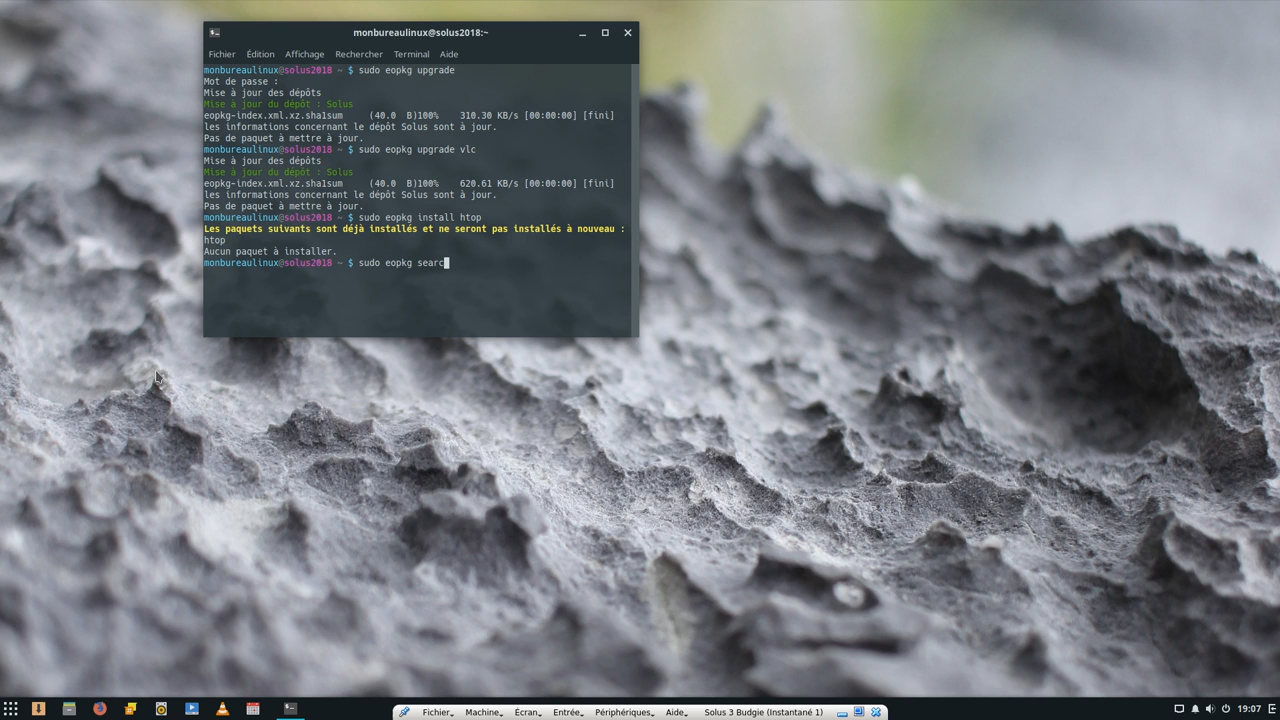 monbureaulinux@solus2018:~
Fichier Édition Affichage Rechercher Terminal Aide
monbureaulinux@solus2018 ~ $ sudo eopkg upgrade
Mot de passe :
Mise à jour des dépôts
Mise à jour du dépôt : Solus
eopkg-index.xml.xz.sha1sum (40.0 B)100% 310.30 KB/s [00:00:00] [fini]
les informations concernant le dépôt Solus sont à jour.
Pas de paquet à mettre à jour.
monbureaulinux@solus2018 ~ $ sudo eopkg upgrade vlc
Mise à jour des dépôts
Mise à jour du dépôt : Solus
eopkg-index.xml.xz.sha1sum (40.0 B)100% 620.61 KB/s [00:00:00] [fini]
les informations concernant le dépôt Solus sont à jour.
Pas de paquet à mettre à jour.
monbureaulinux@solus2018 ~ $ sudo eopkg install htop
Les paquets suivants sont déjà installés et ne seront pas installés à nouveau :
htop
Aucun paquet à installer.
monbureaulinux@solus2018 ~ $ sudo eopkg searc
Fichier Machine Écran Entrée Périphériques Aide Solus 3 Budgie (Instantané 1)
19:07